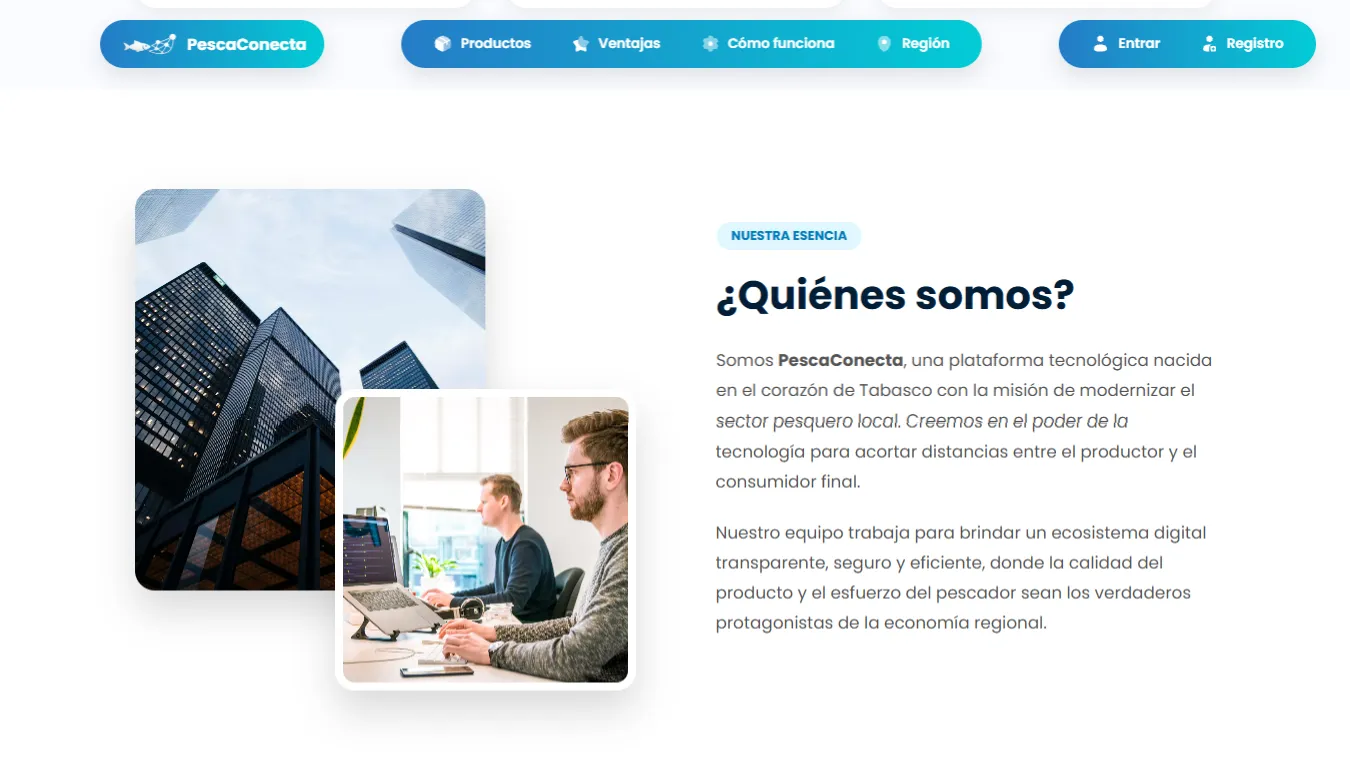 PescaConecta
Productos
Ventajas
Cómo funciona
Región
Entrar
Registro
NUESTRA ESENCIA
¿Quiénes somos?
Somos PescaConecta, una plataforma tecnológica nacida
en el corazón de Tabasco con la misión de modernizar el
sector pesquero local. Creemos en el poder de la
tecnología para acortar distancias entre el productor y el
consumidor final.
Nuestro equipo trabaja para brindar un ecosistema digital
transparente, seguro y eficiente, donde la calidad del
producto y el esfuerzo del pescador sean los verdaderos
protagonistas de la economía regional.